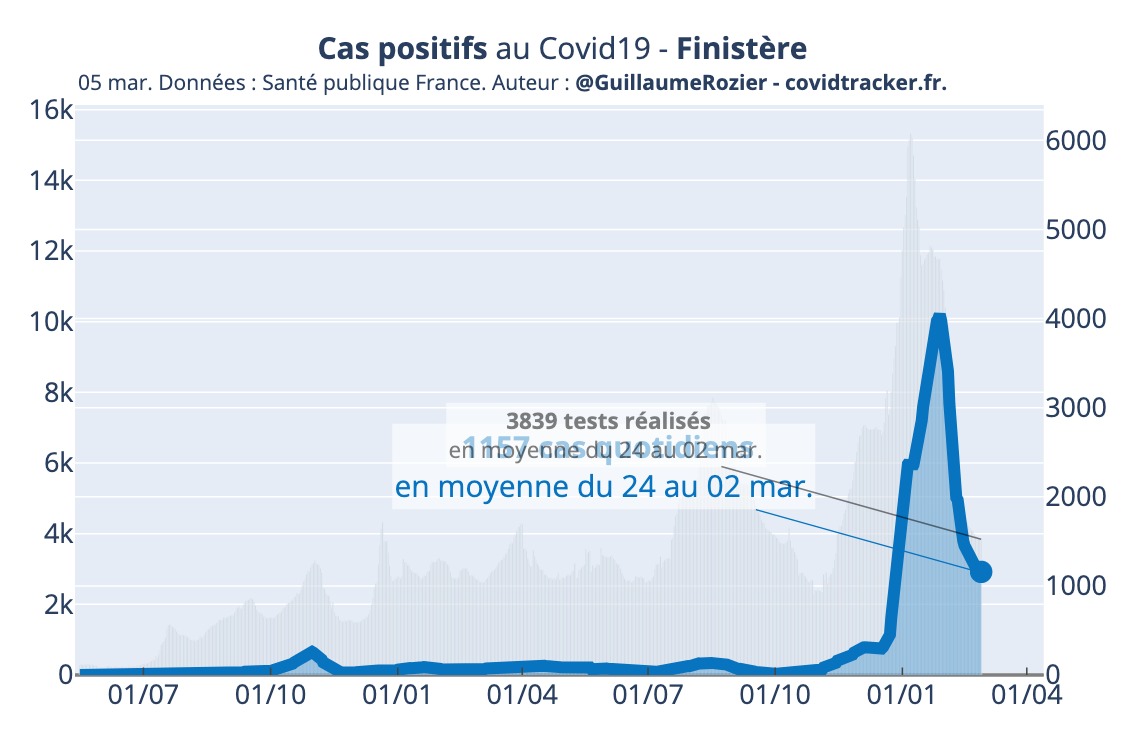 Cas positifs au Covid19 - Finistère
05 mar. Données : Santé publique France. Auteur : @GuillaumeRozier - covidtracker.fr.
16k
14k
12k
10k
8k
6k
4k
2k
0
6000
5000
4000
3000
2000
1000
0
3839 tests réalisés
en moyenne du 24 au 02 mar.
1157 cas quotidiens
en moyenne du 24 au 02 mar.
01/07
01/10
01/01
01/04
01/07
01/10
01/01
01/04